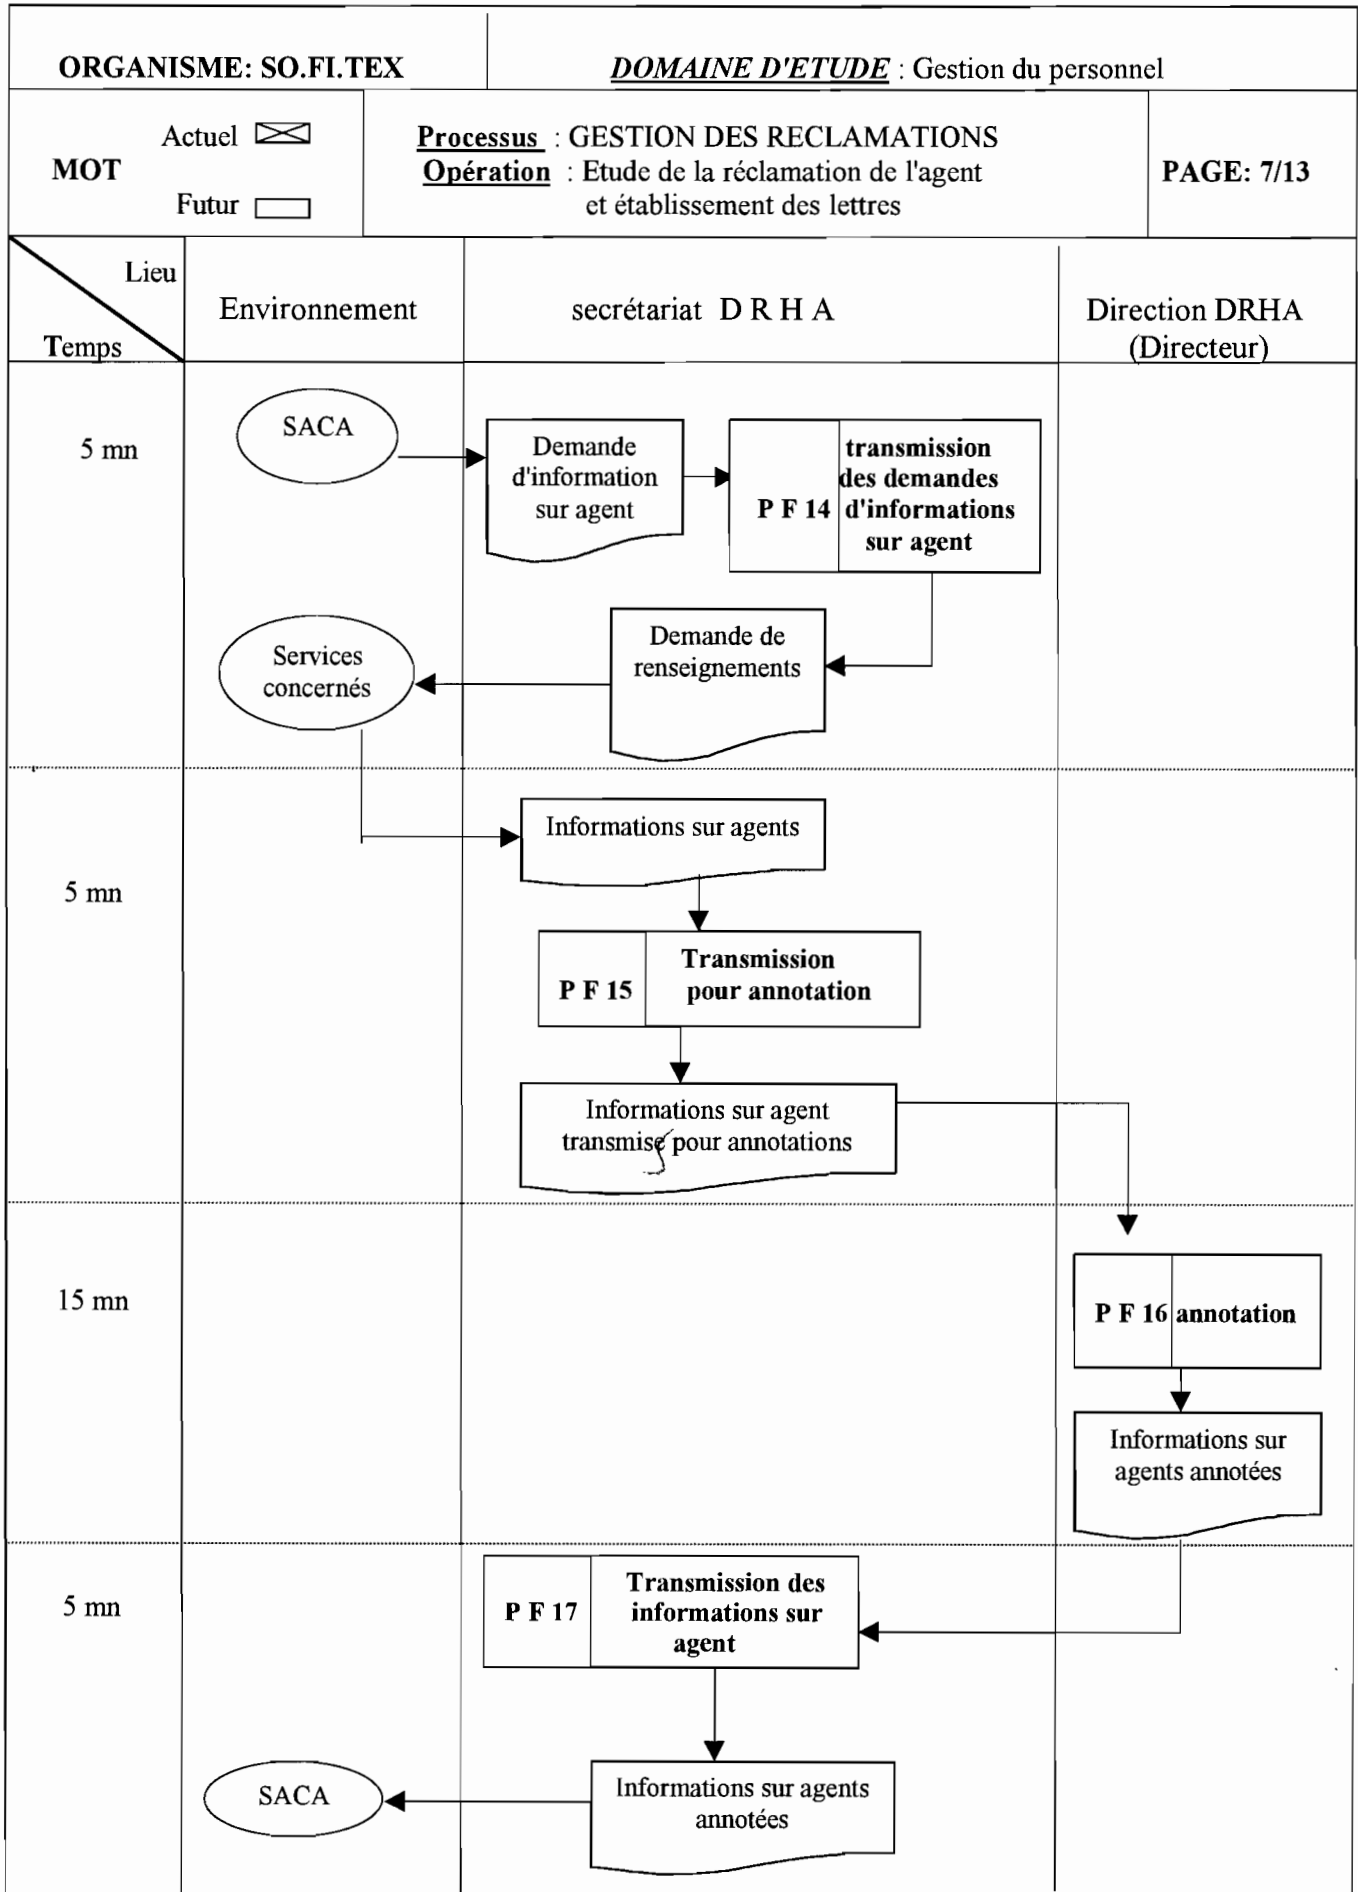 ORGANISME: SO.FI.TEX
DOMAINE D'ETUDE : Gestion du personnel
MOT
Actuel
Futur
Processus : GESTION DES RECLAMATIONS
Opération : Etude de la réclamation de l'agent
et établissement des lettres
PAGE: 7/13
Lieu
Temps
Environnement
secrétariat D R H A
Direction DRHA
(Directeur)
5 mn
SACA
Demande
d'information
sur agent
P F 14
transmission
des demandes
d'informations
sur agent
Services
concernés
Demande de
renseignements
5 mn
Informations sur agents
P F 15
Transmission
pour annotation
Informations sur agent
transmise pour annotations
15 mn
P F 16 annotation
Informations sur
agents annotées
5 mn
P F 17
Transmission des
informations sur
agent
SACA
Informations sur agents
annotées